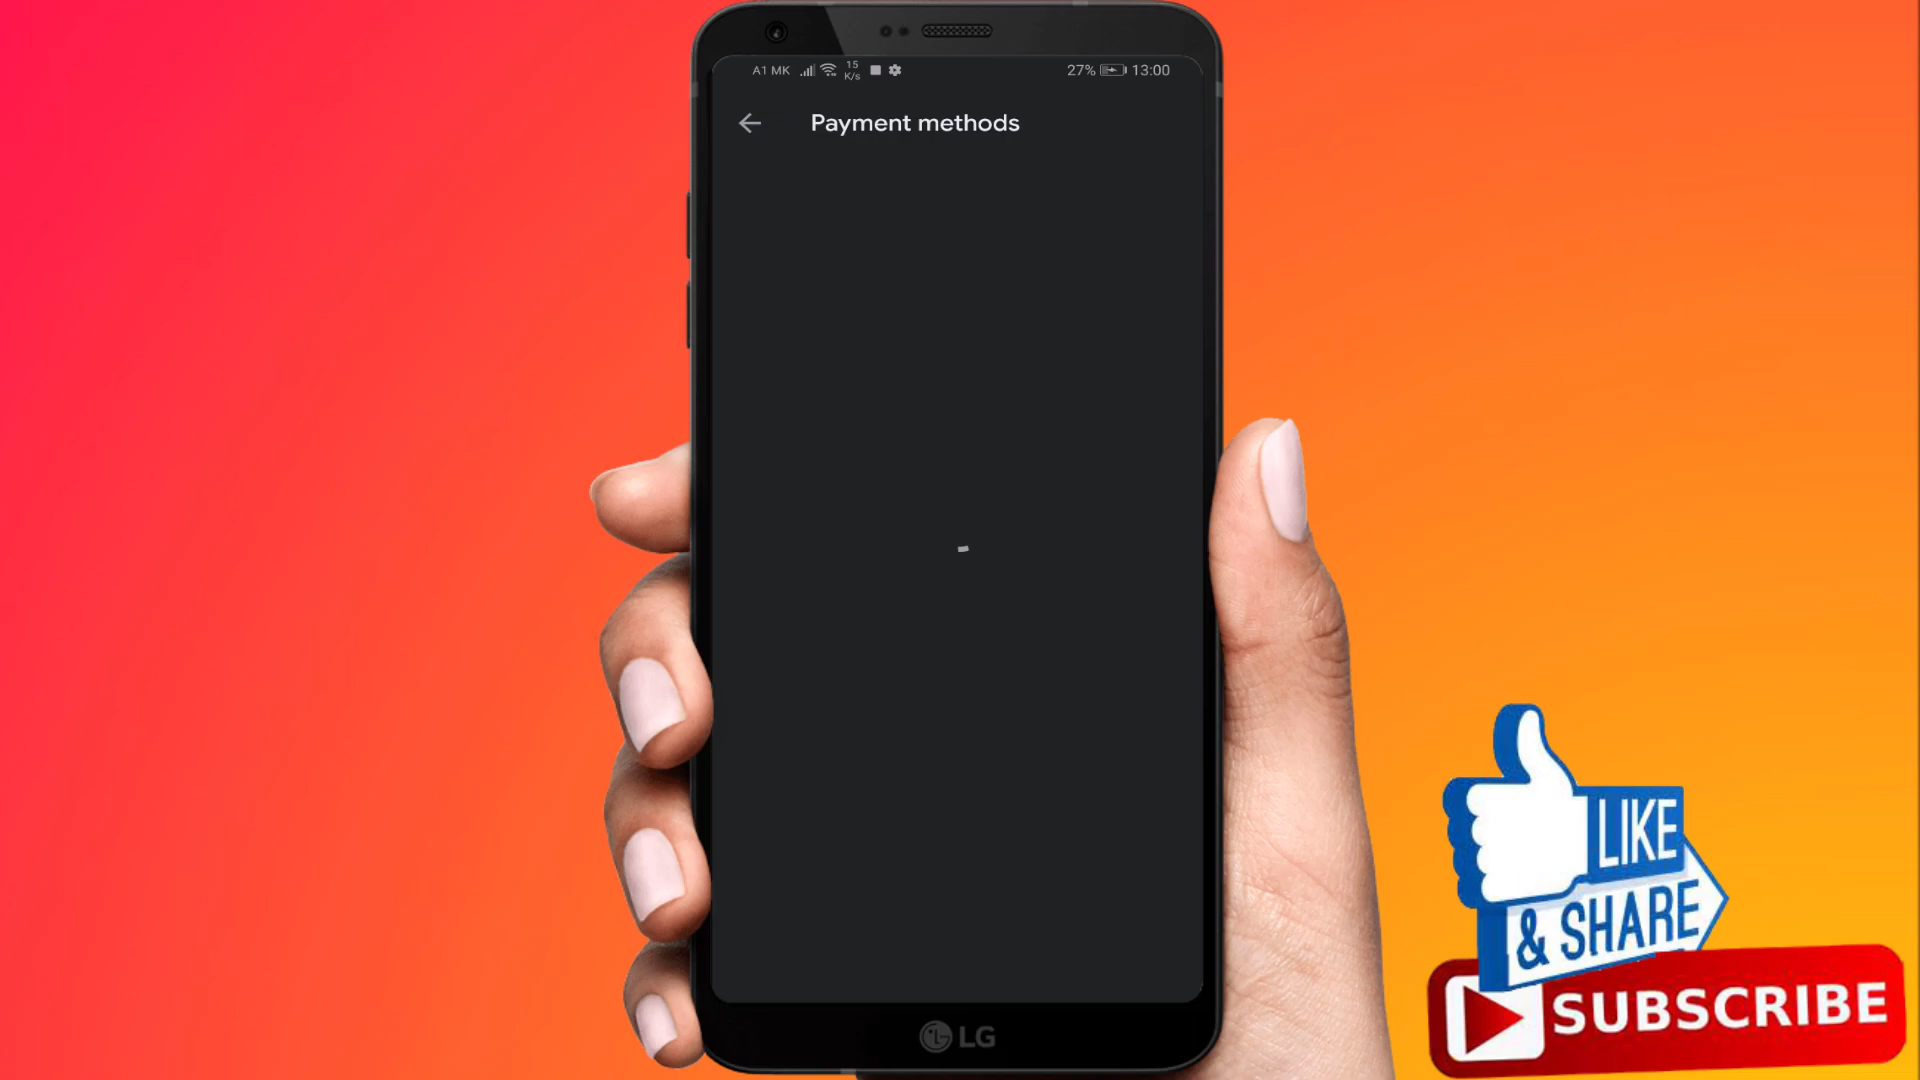 A1 MK 15 K/s 27% 13:00
Payment methods
LIKE
& SHARE
SUBSCRIBE
LG